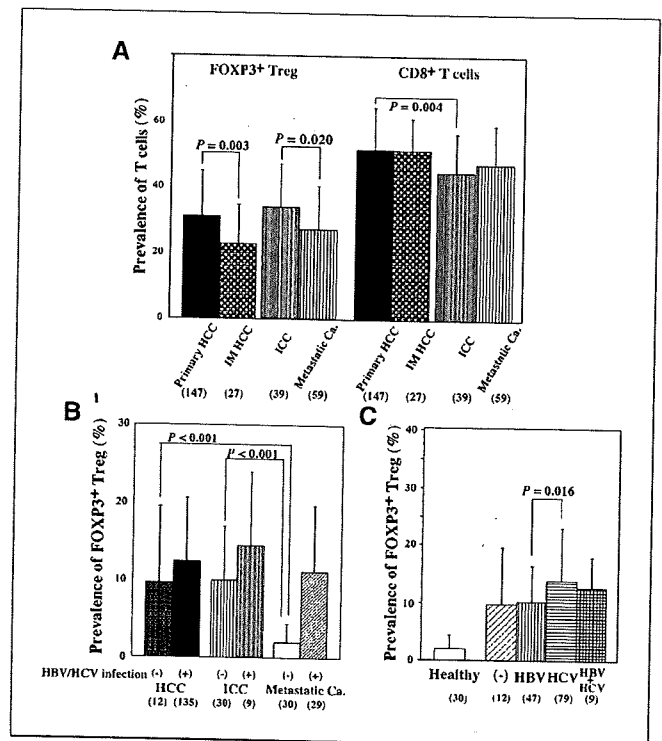 A
FOXP3+ Treg CD8+ T cells
Prevalence of T cells (%)
60
40
20
0
P = 0.003
P = 0.020
P = 0.004
Primary HCC IM HCC ICC Metastatic Ca. Primary HCC IM HCC ICC Metastatic Ca.
(147) (27) (39) (59) (147) (27) (39) (59)
B
Prevalence of FOXP3+ Treg (%)
30
20
10
0
P < 0.001
P < 0.001
HBV/HCV infection (-) (+) (-) (+) (-) (+)
HCC ICC Metastatic Ca.
(12) (135) (30) (9) (30) (29)
C
Prevalence of FOXP3+ Treg (%)
40
30
20
10
0
P = 0.016
Healthy (-) HBV HCV HBV + HCV
(30) (12) (47) (79) (9)